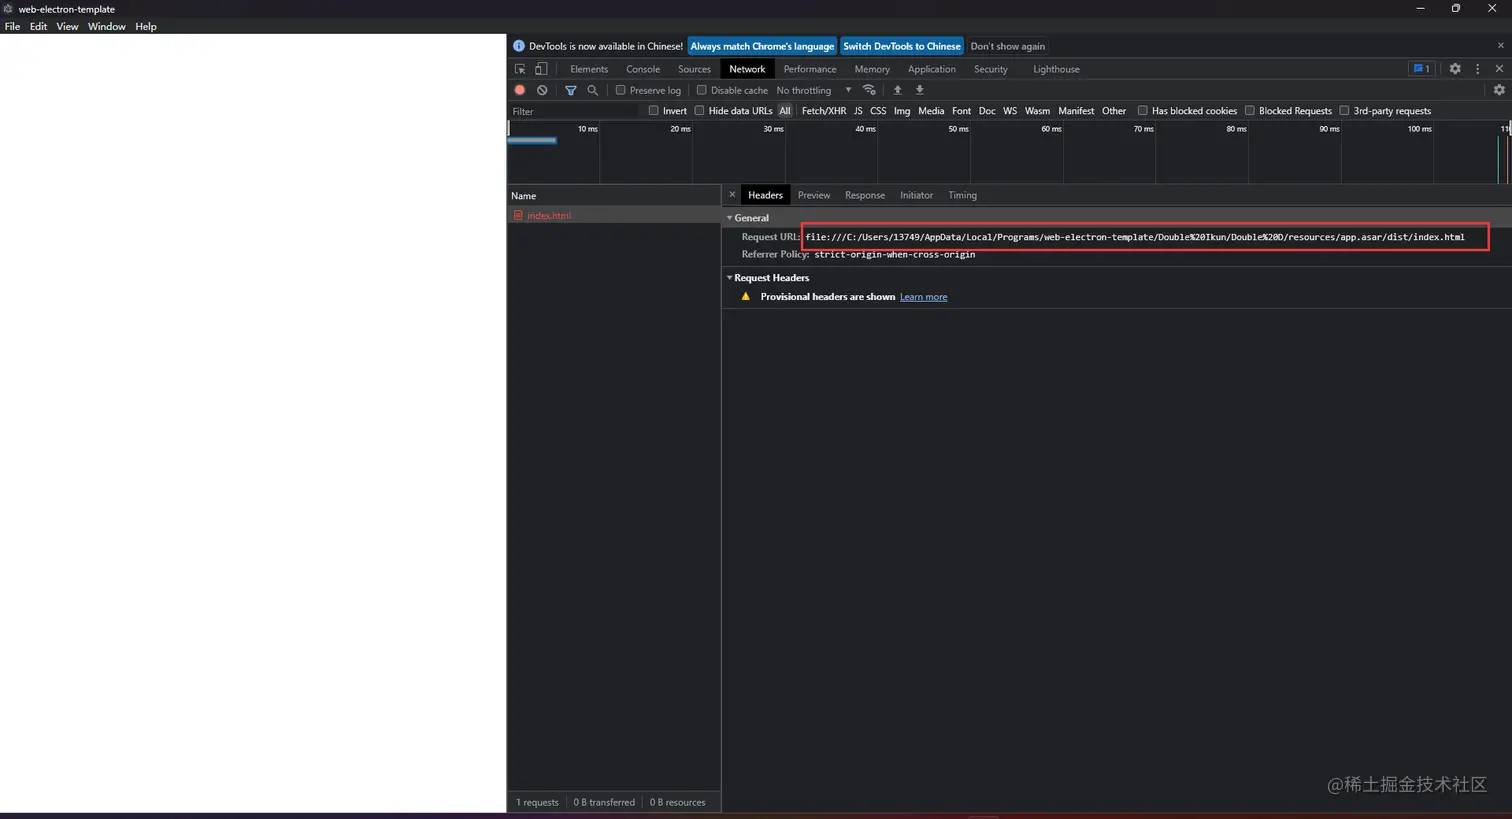 web-electron-template
File Edit View Window Help
DevTools is now available in Chinese! Always match Chrome's language Switch DevTools to Chinese Don't show again
Elements Console Sources Network Performance Memory Application Security Lighthouse 1
Preserve log Disable cache No throttling
Filter Invert Hide data URLs All Fetch/XHR JS CSS Img Media Font Doc WS Wasm Manifest Other Has blocked cookies Blocked Requests 3rd-party requests
10 ms 20 ms 30 ms 40 ms 50 ms 60 ms 70 ms 80 ms 90 ms 100 ms
Name Headers Preview Response Initiator Timing
index.html
General
Request URL: file:///C:/Users/13749/AppData/Local/Programs/web-electron-template/Double%20Ikun/Double%20D/resources/app.asar/dist/index.html
Referrer Policy: strict-origin-when-cross-origin
Request Headers
Provisional headers are shown Learn more
@稀土掘金技术社区
1 requests 0 B transferred 0 B resources